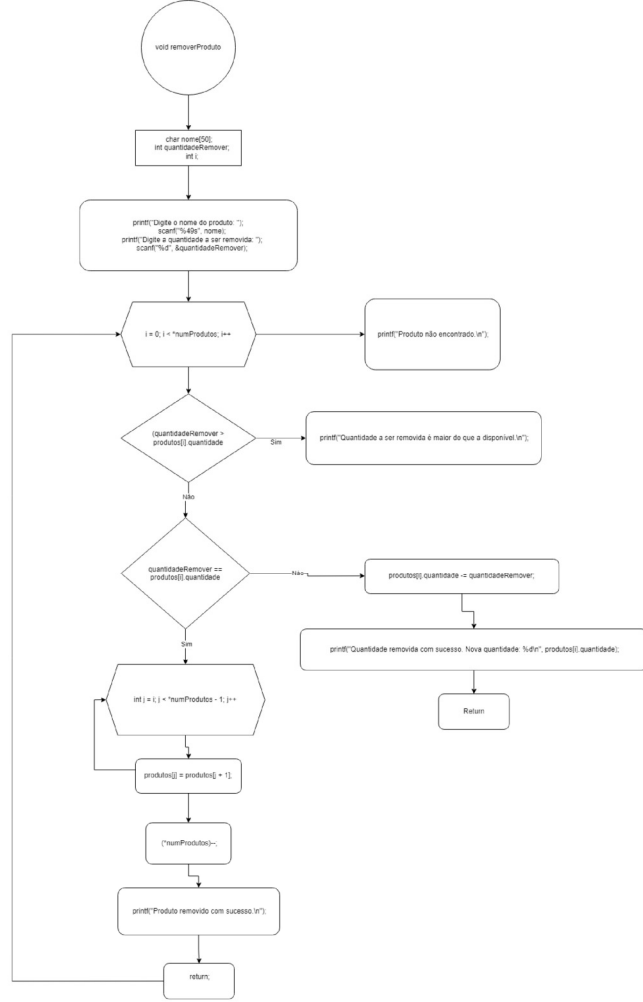 void removerProduto
char nome[50];
int quantidadeRemover;
int i;
printf("Digite o nome do produto: ");
scanf("%49s", nome);
printf("Digite a quantidade a ser removida: ");
scanf("%d", &quantidadeRemover);
i = 0; i < *numProdutos; i++
printf("Produto não encontrado.\n");
(quantidadeRemover >
produtos[i].quantidade
Sim
printf("Quantidade a ser removida é maior do que a disponível.\n");
Não
quantidadeRemover ==
produtos[i].quantidade
Não
produtos[i].quantidade -= quantidadeRemover;
Sim
printf("Quantidade removida com sucesso. Nova quantidade: %d\n", produtos[i].quantidade);
int j = i; j < *numProdutos - 1; j++
Return
produtos[j] = produtos[j + 1];
(*numProdutos)--;
printf("Produto removido com sucesso.\n");
return;